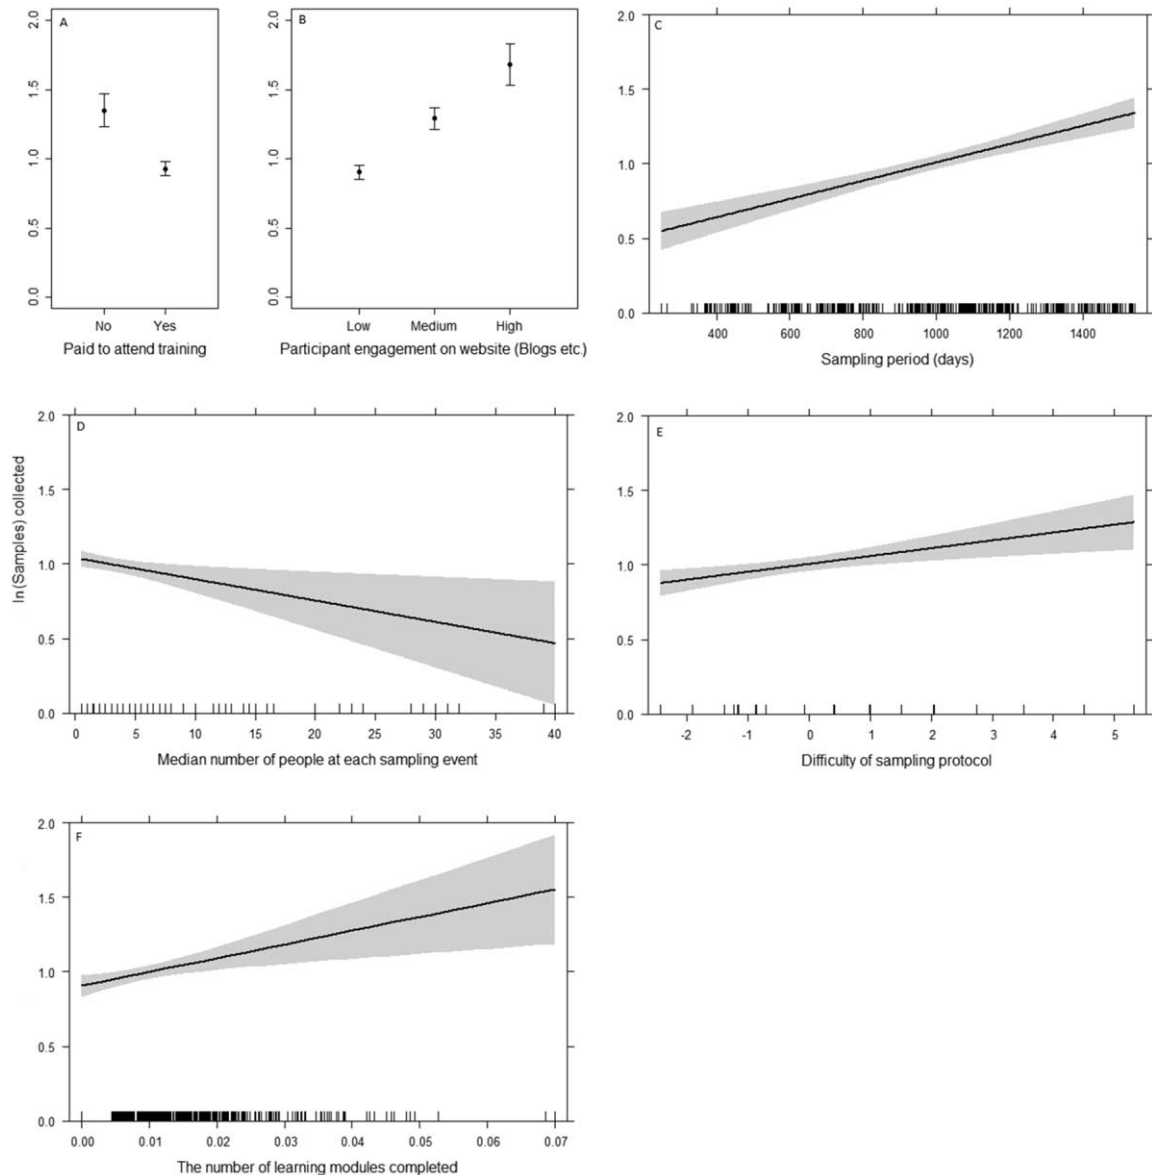 A
2.0
1.5
1.0
0.5
0.0
No Yes
Paid to attend training
B
2.0
1.5
1.0
0.5
0.0
Low Medium High
Participant engagement on website (Blogs etc.)
C
2.0
1.5
1.0
0.5
0.0
400 600 800 1000 1200 1400
Sampling period (days)
ln(Samples) collected
D
2.0
1.5
1.0
0.5
0.0
0 5 10 15 20 25 30 35 40
Median number of people at each sampling event
E
2.0
1.5
1.0
0.5
0.0
-2 -1 0 1 2 3 4 5
Difficulty of sampling protocol
F
2.0
1.5
1.0
0.5
0.0
0.00 0.01 0.02 0.03 0.04 0.05 0.06 0.07
The number of learning modules completed